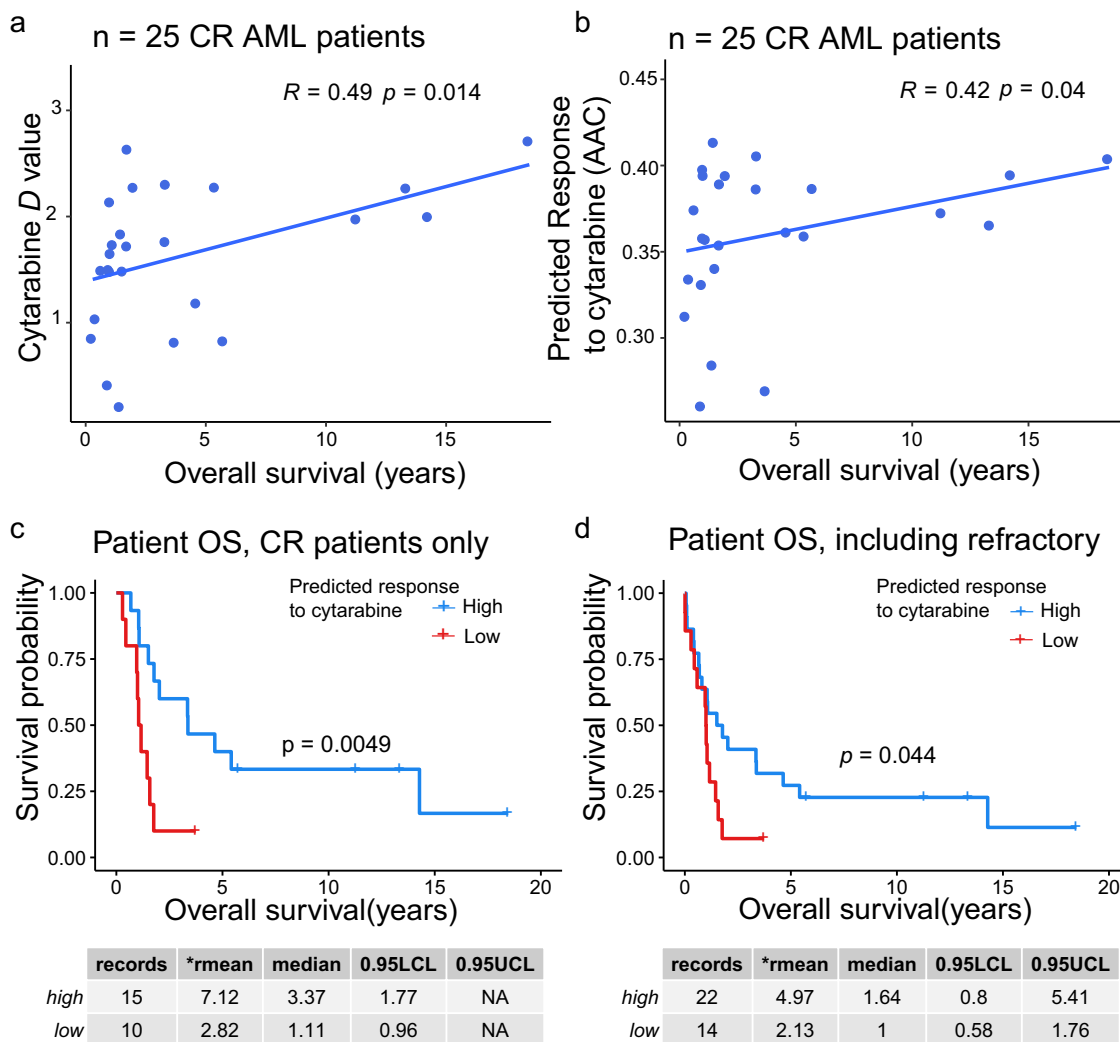 a
n = 25 CR AML patients
R = 0.49 p = 0.014
Cytarabine D value
3
2
1
0 5 10 15
Overall survival (years)
b
n = 25 CR AML patients
R = 0.42 p = 0.04
Predicted Response
to cytarabine (AAC)
0.45
0.40
0.35
0.30
0 5 10 15
Overall survival (years)
c
Patient OS, CR patients only
Predicted response
to cytarabine
High
Low
p = 0.0049
Survival probability
1.00
0.75
0.50
0.25
0.00
0 5 10 15 20
Overall survival(years)
records *rmean median 0.95LCL 0.95UCL
high 15 7.12 3.37 1.77 NA
low 10 2.82 1.11 0.96 NA
d
Patient OS, including refractory
Predicted response
to cytarabine
High
Low
p = 0.044
Survival probability
1.00
0.75
0.50
0.25
0.00
0 5 10 15 20
Overall survival(years)
records *rmean median 0.95LCL 0.95UCL
high 22 4.97 1.64 0.8 5.41
low 14 2.13 1 0.58 1.76